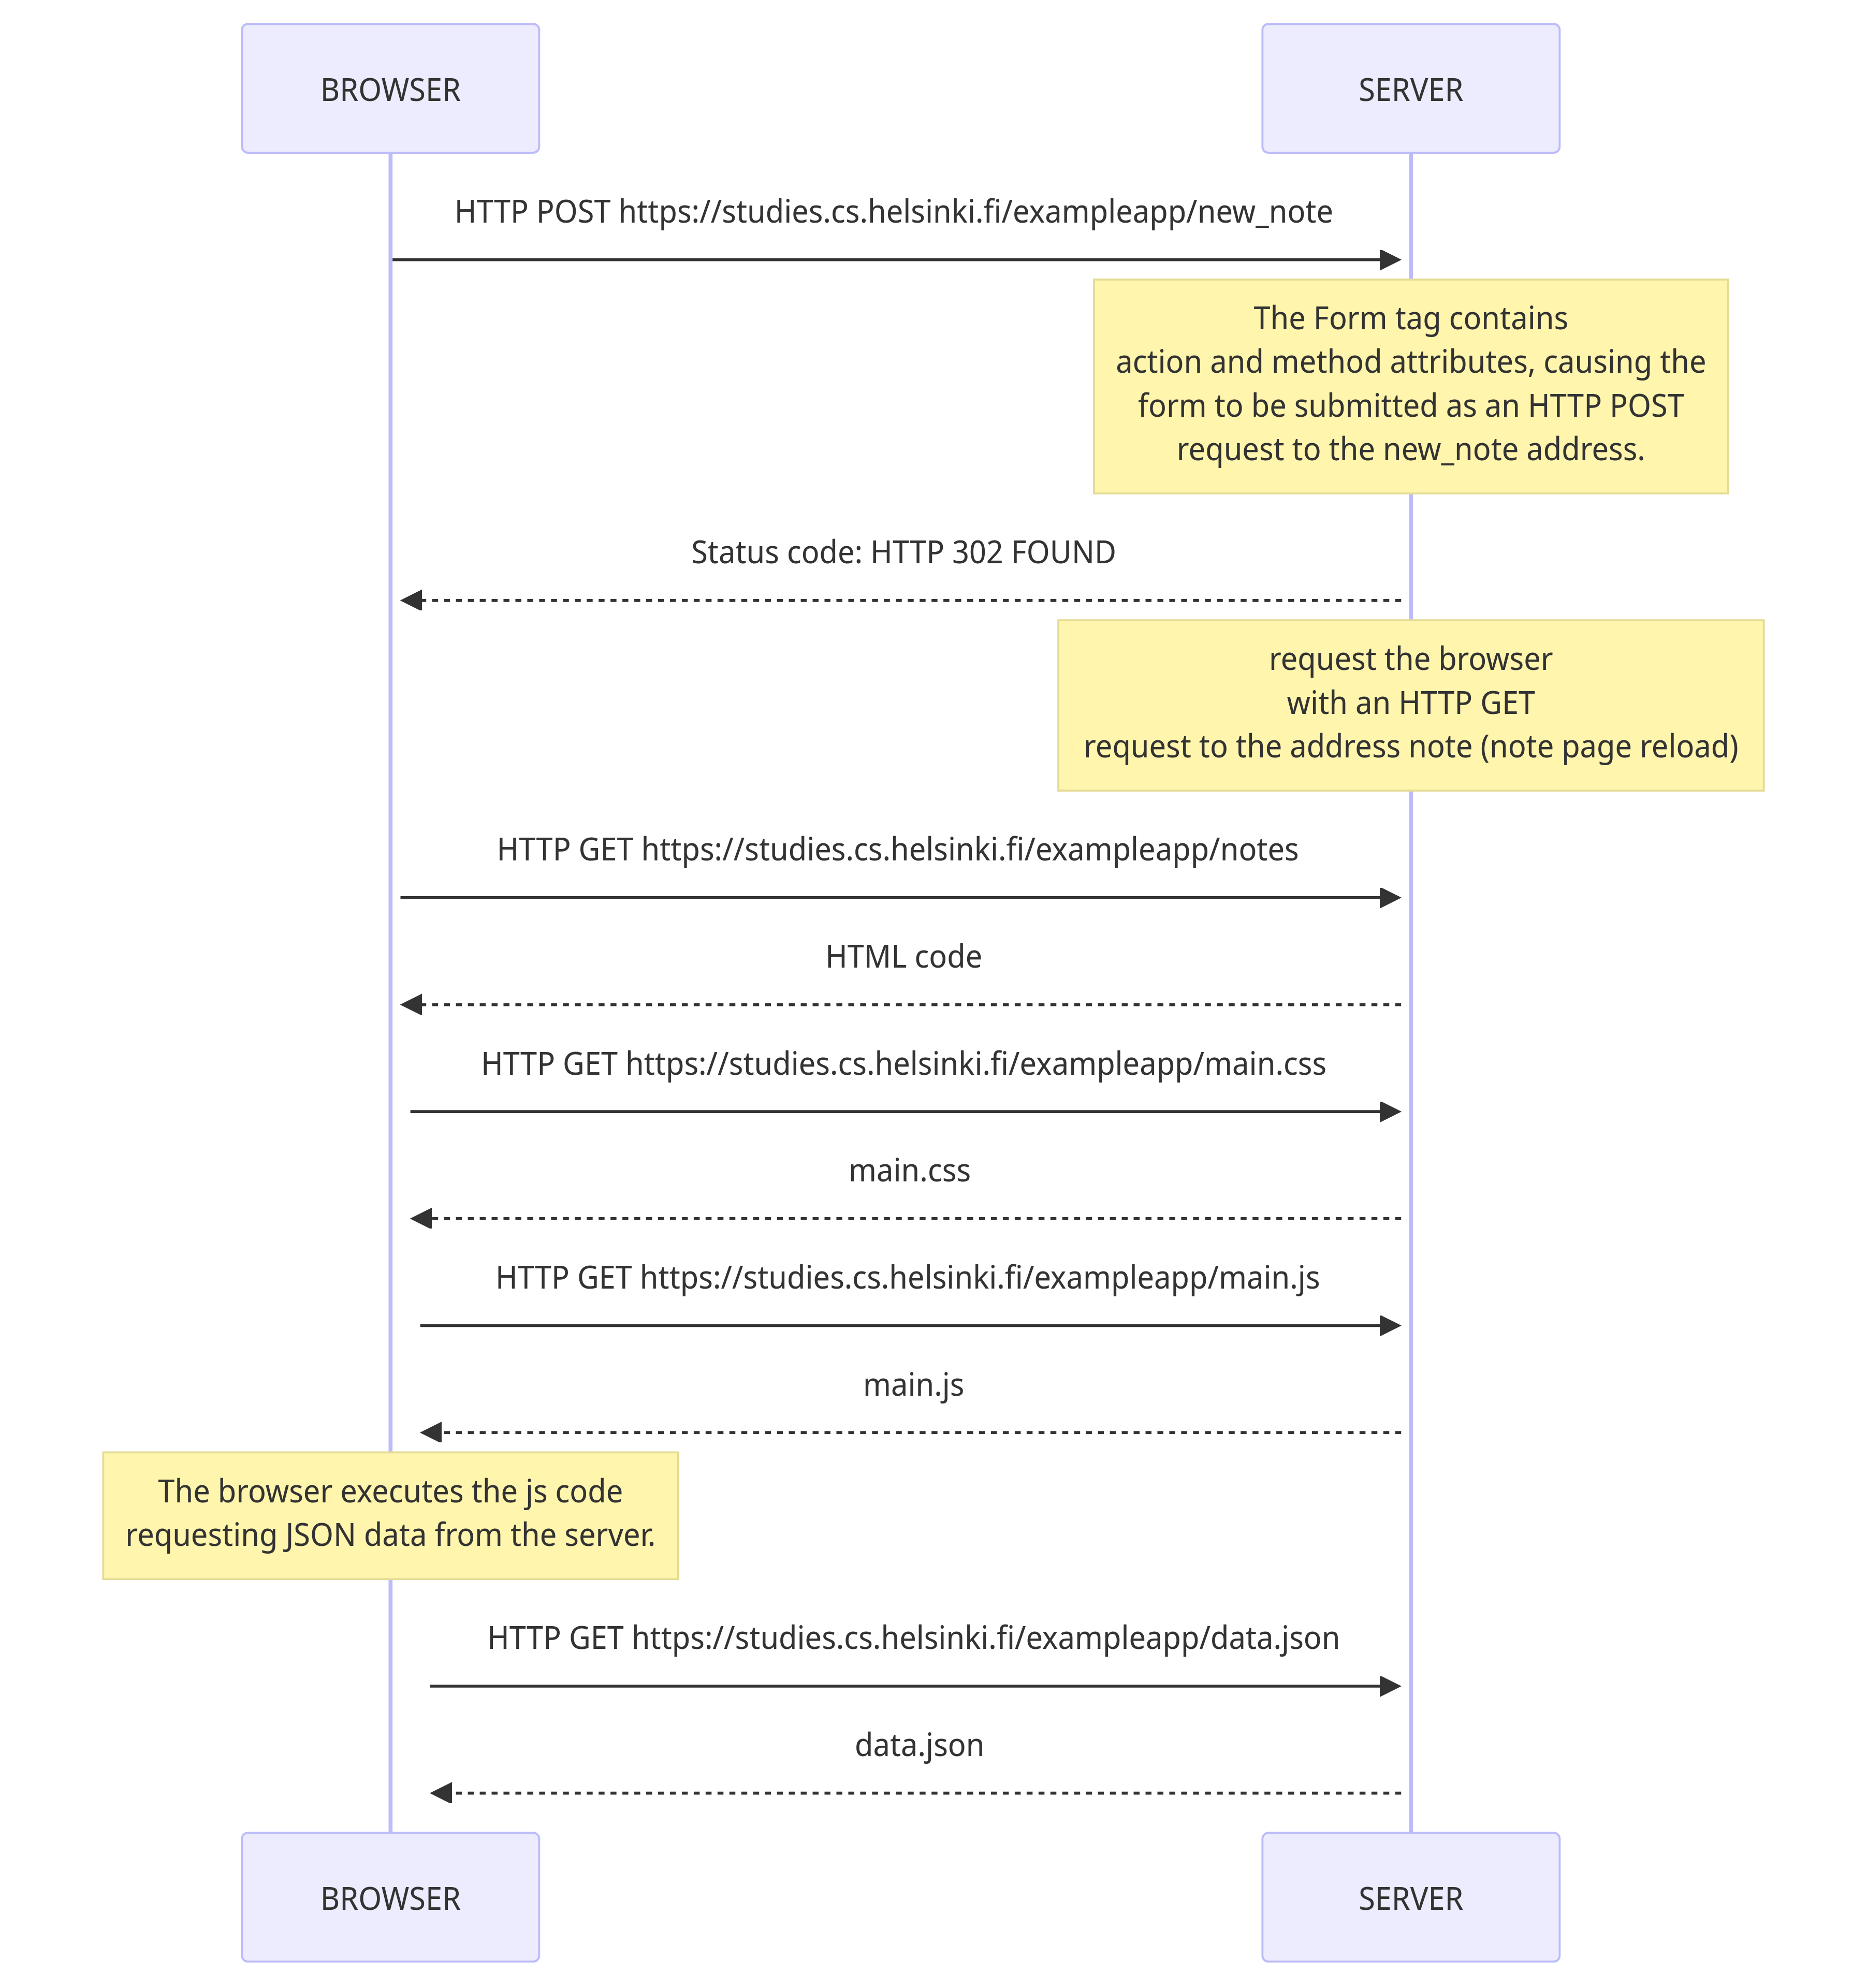 BROWSER
SERVER
HTTP POST https://studies.cs.helsinki.fi/exampleapp/new_note
The Form tag contains
action and method attributes, causing the
form to be submitted as an HTTP POST
request to the new_note address.
Status code: HTTP 302 FOUND
request the browser
with an HTTP GET
request to the address note (note page reload)
HTTP GET https://studies.cs.helsinki.fi/exampleapp/notes
HTML code
HTTP GET https://studies.cs.helsinki.fi/exampleapp/main.css
main.css
HTTP GET https://studies.cs.helsinki.fi/exampleapp/main.js
main.js
The browser executes the js code
requesting JSON data from the server.
HTTP GET https://studies.cs.helsinki.fi/exampleapp/data.json
data.json
BROWSER
SERVER